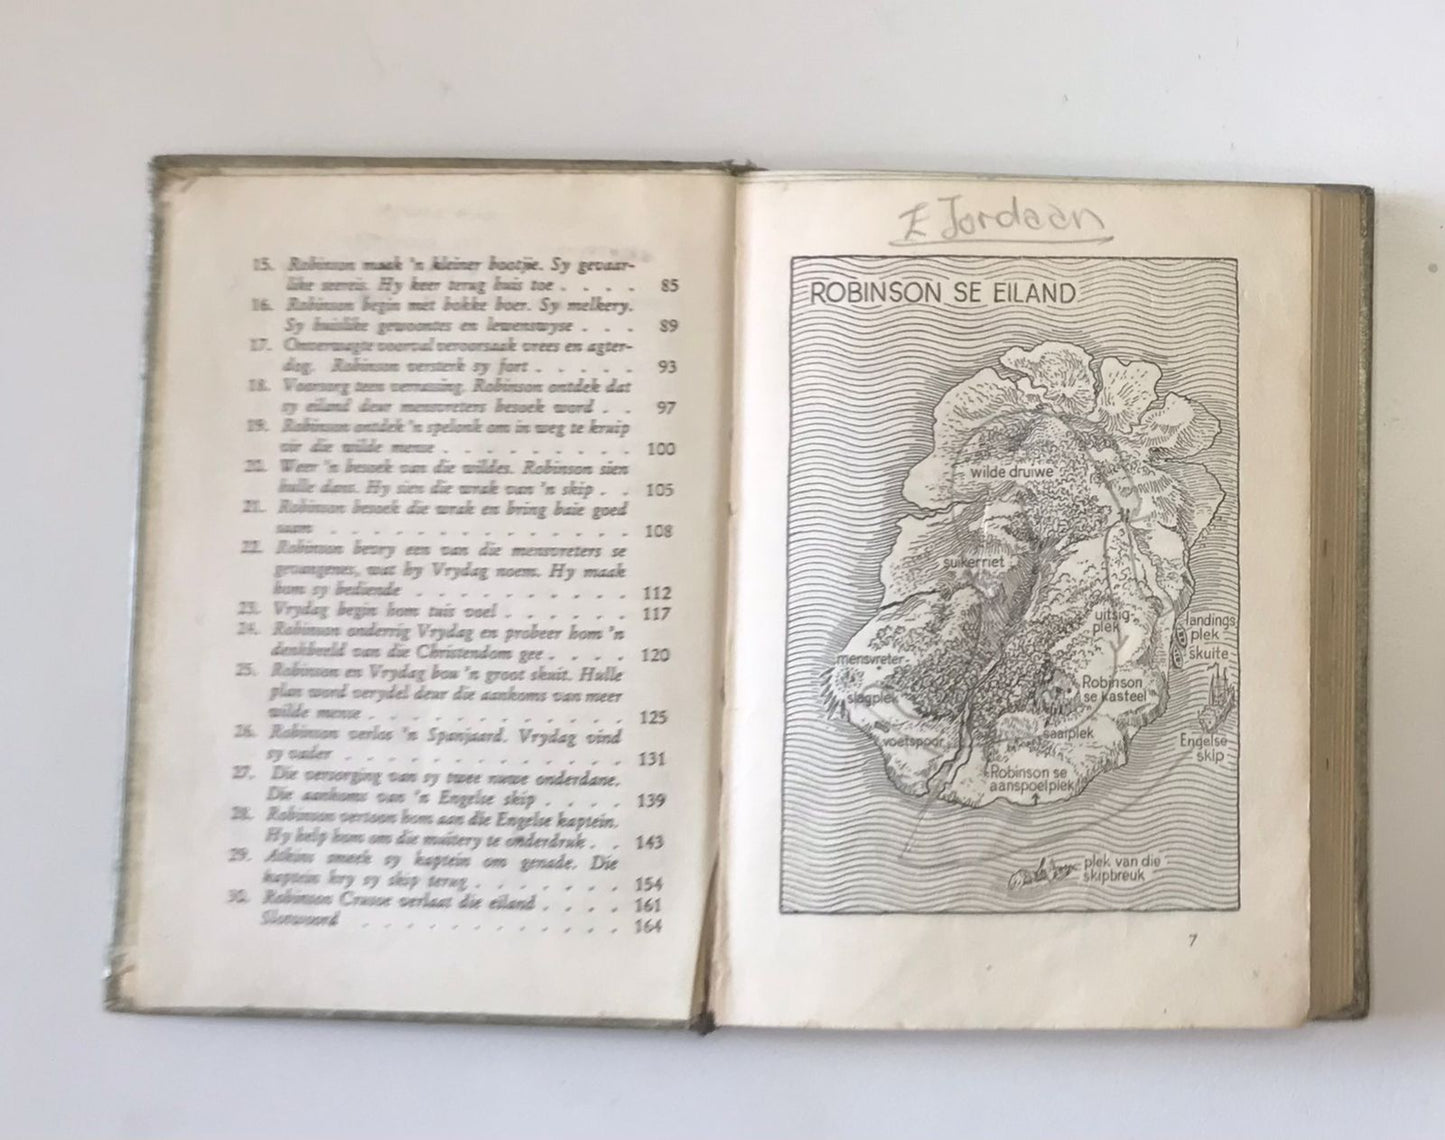 15. Robinson maak 'n kleiner bootjie. Sy gevaar-
like seereis. Hy keer terug huis toe . . . . 85
16. Robinson begin met bokke boer. Sy melkery.
Sy huislike gewoontes en lewenswyse . . . 89
17. Onverwagte voorval veroorsaak vrees en agter-
dog. Robinson versterk sy fort . . . . . 93
18. Voorsorg teen verrassing. Robinson ontdek dat
sy eiland deur mensvreters besoek word . . 97
19. Robinson ontdek 'n spelonk om in weg te kruip
vir die wilde mense . . . . . . . . . 100
20. Weer 'n besoek van die wildes. Robinson sien
hulle dans. Hy sien die wrak van 'n skip . . 105
21. Robinson besoek die wrak en bring baie goed
saam . . . . . . . . . . . . . . 108
22. Robinson bevry een van die mensvreters se
gevangenes, wat hy Vrydag noem. Hy maak
hom sy bediende . . . . . . . . . . 112
23. Vrydag begin hom tuis voel . . . . . . 117
24. Robinson onderrig Vrydag en probeer hom 'n
denkbeeld van die Christendom gee . . . . 120
25. Robinson en Vrydag bou 'n groot skuit. Hulle
plan word verydel deur die aankoms van meer
wilde mense . . . . . . . . . . . . 125
26. Robinson verlos 'n Spanjaard. Vrydag vind
sy vader . . . . . . . . . . . . . 131
27. Die versorging van sy twee nuwe onderdane.
Die aankoms van 'n Engelse skip . . . . 139
28. Robinson vertoon hom aan die Engelse kaptein.
Hy help hom om die muitery te onderdruk . . 143
29. Atkins smeek sy kaptein om genade. Die
kaptein kry sy skip terug . . . . . . . 154
30. Robinson Crusoe verlaat die eiland . . . . 161
Slotwoord . . . . . . . . . . . . 164
Jordaan
ROBINSON SE EILAND
wilde druiwe
suikerriet
uitsig-
plek
landings
plek
skuite
mensvreter-
slagplek
Robinson
se kasteel
voetspoor
saaiplek
Engelse
skip
Robinson se
aanspoelplek
plek van die
skipbreuk
7